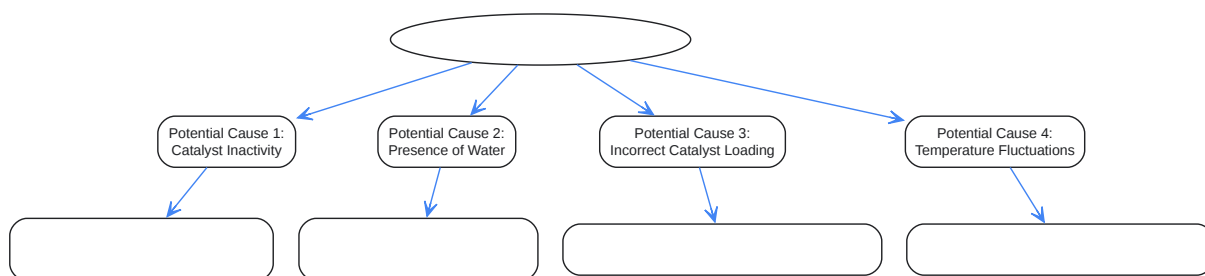 Potential Cause 1:
Catalyst Inactivity
Potential Cause 2:
Presence of Water
Potential Cause 3:
Incorrect Catalyst Loading
Potential Cause 4:
Temperature Fluctuations